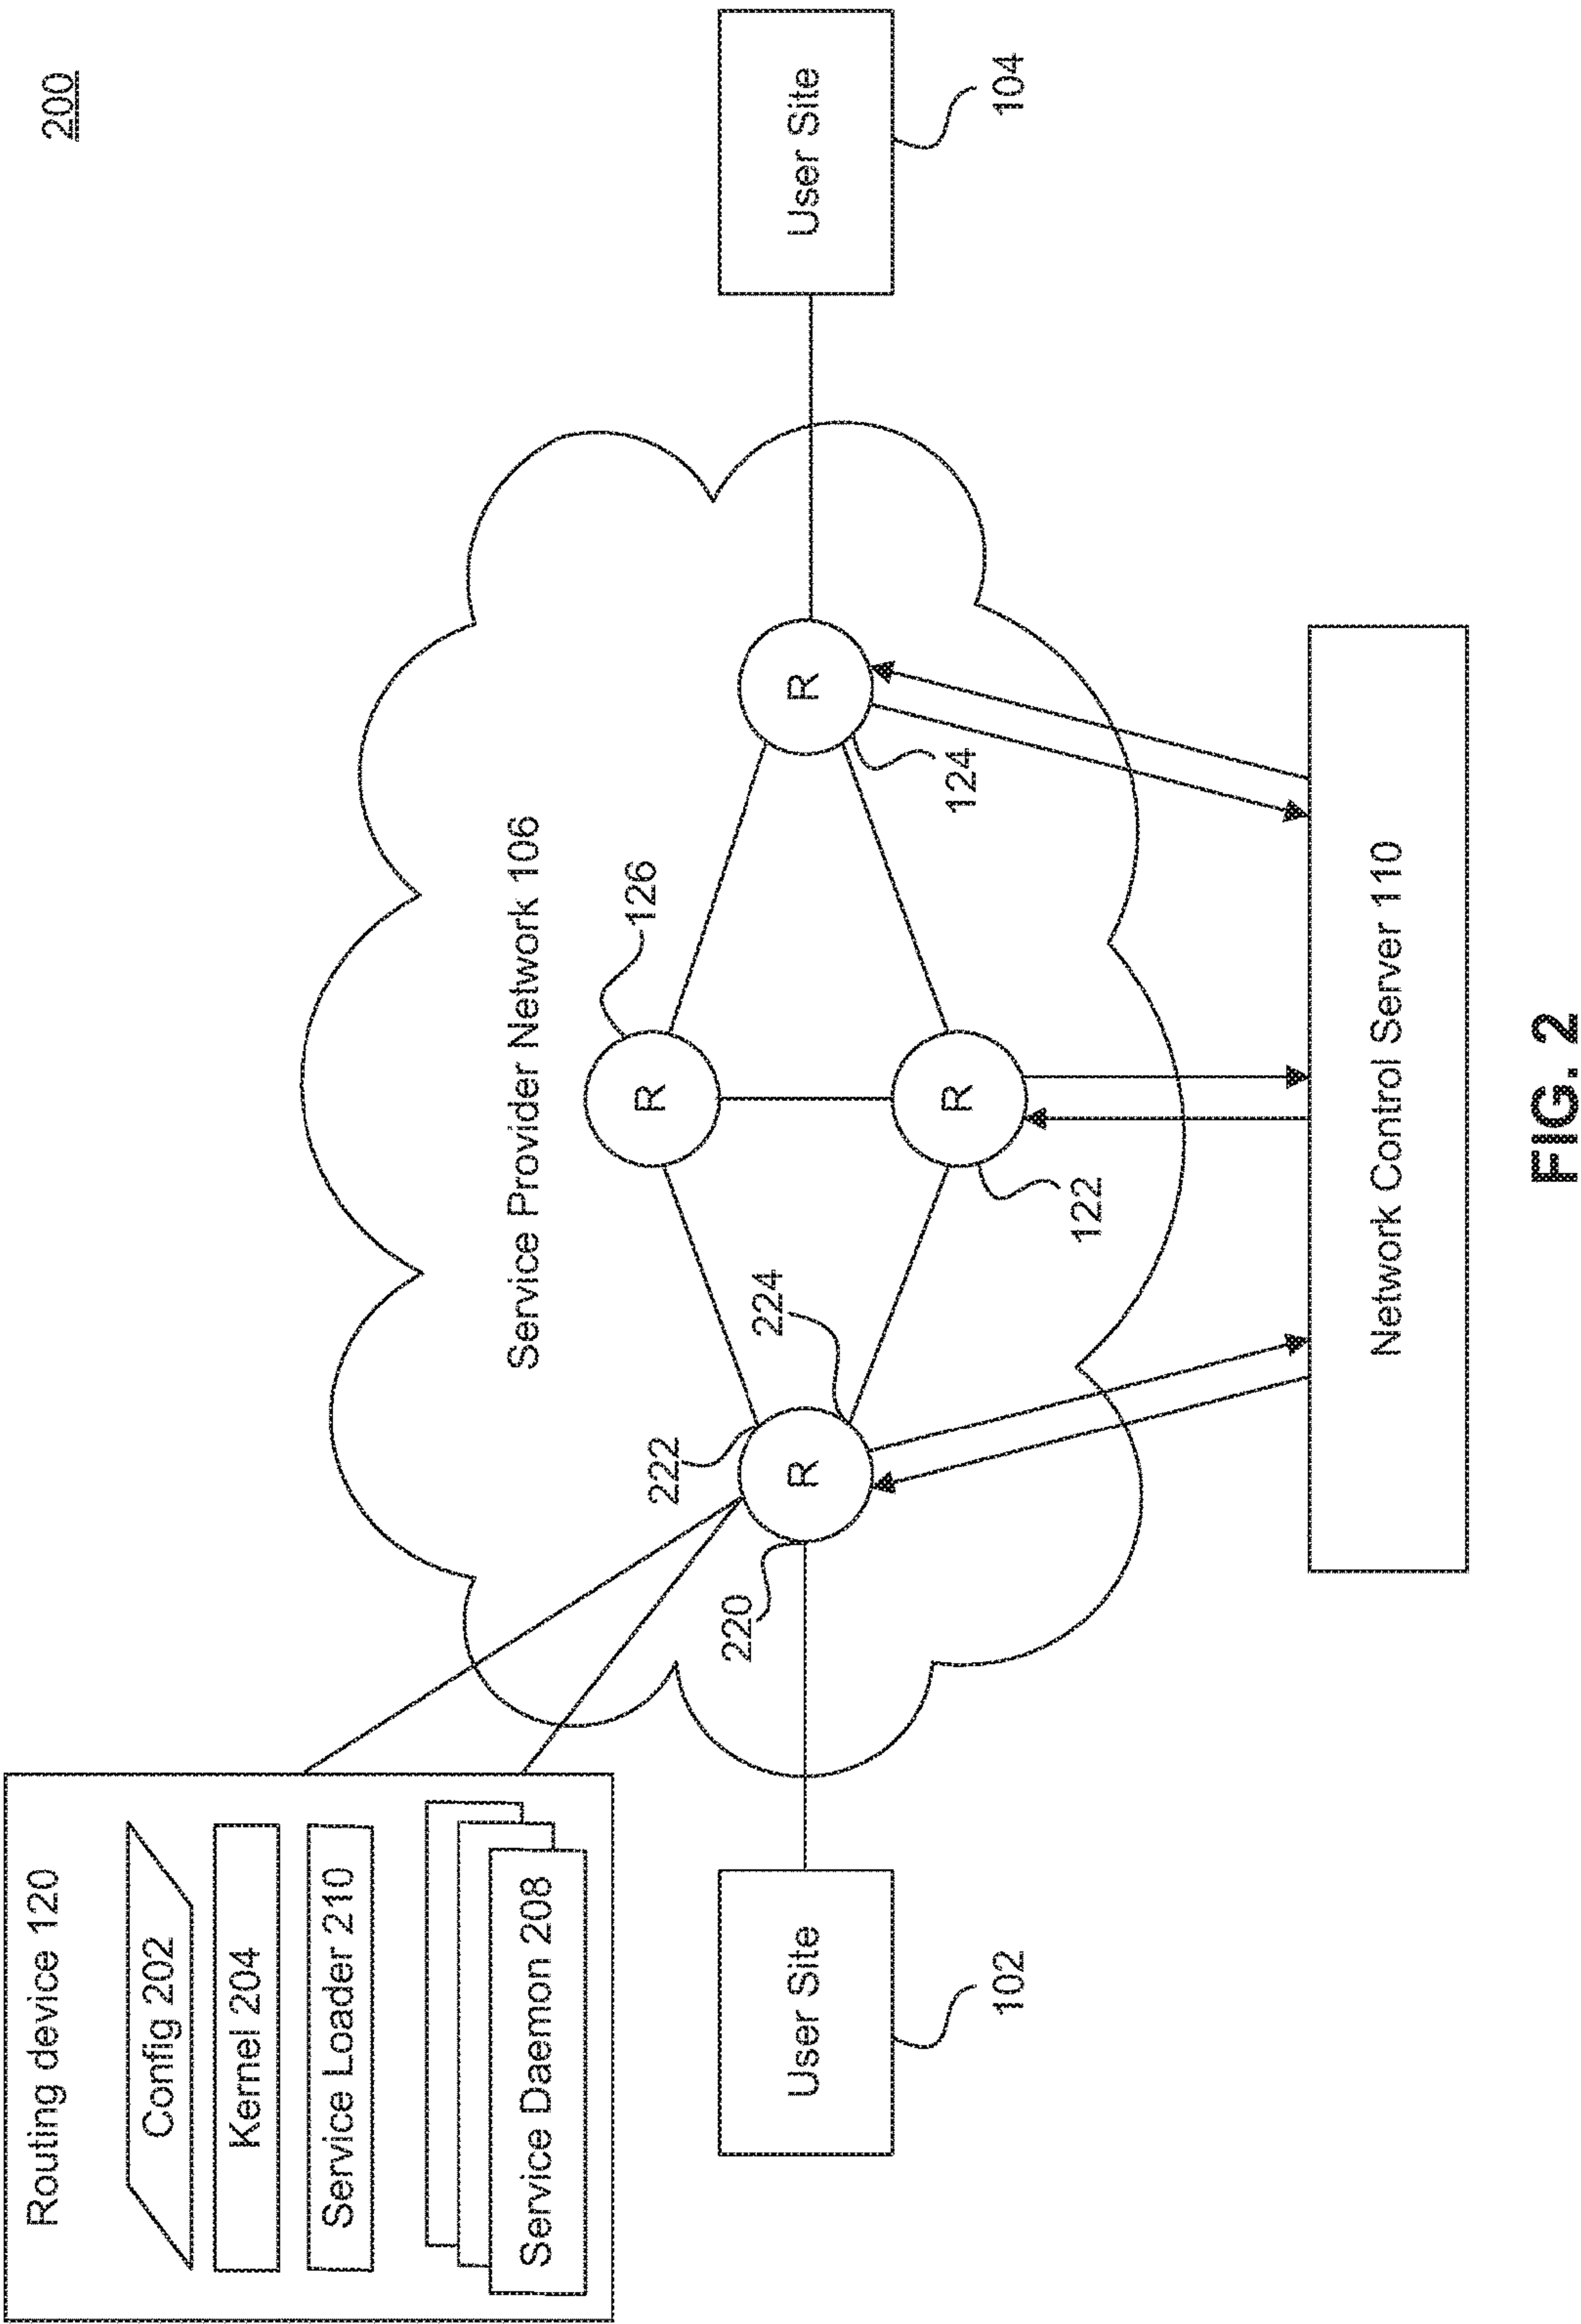 200
Routing device 120
Config 202
Kernel 204
Service Loader 210
Service Daemon 208
Service Provider Network 106
126
R
222
224
220
R
R
R
124
122
User Site
102
User Site
104
Network Control Server 110
FIG. 2